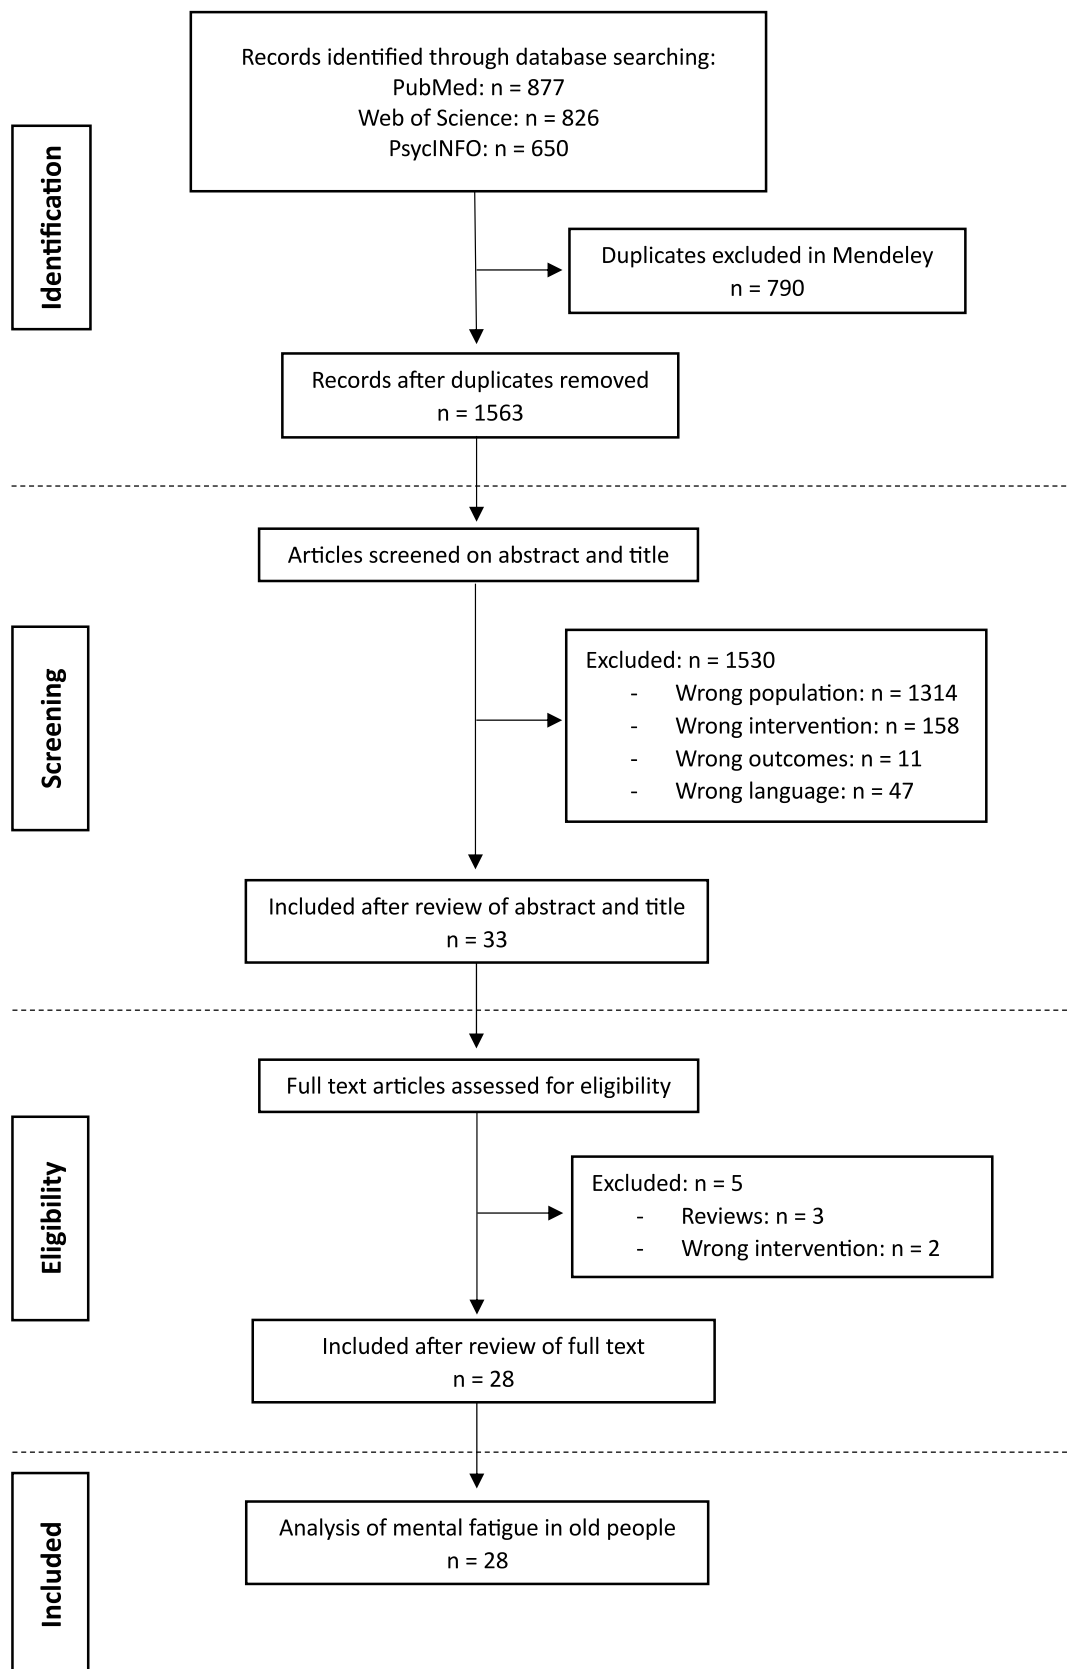 Records identified through database searching:
PubMed: n = 877
Web of Science: n = 826
PsycINFO: n = 650
Identification
Duplicates excluded in Mendeley
n = 790
Records after duplicates removed
n = 1563
Articles screened on abstract and title
Screening
Excluded: n = 1530
- Wrong population: n = 1314
- Wrong intervention: n = 158
- Wrong outcomes: n = 11
- Wrong language: n = 47
Included after review of abstract and title
n = 33
Full text articles assessed for eligibility
Eligibility
Excluded: n = 5
- Reviews: n = 3
- Wrong intervention: n = 2
Included after review of full text
n = 28
Included
Analysis of mental fatigue in old people
n = 28